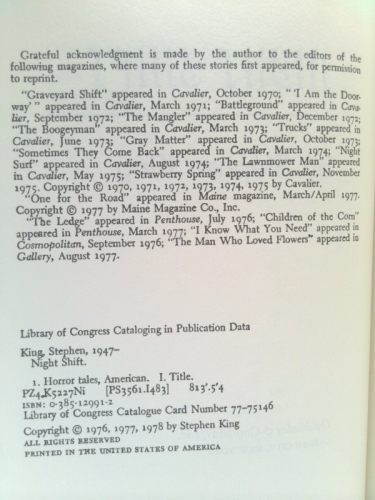 Grateful acknowledgment is made by the author to the editors of the
following magazines, where many of these stories first appeared, for permission
to reprint.
"Graveyard Shift" appeared in Cavalier, October 1970; " 'I Am the Door-
way' " appeared in Cavalier, March 1971; "Battleground" appeared in Cava-
lier, September 1972; "The Mangler" appeared in Cavalier, December 1972;
"The Boogeyman" appeared in Cavalier, March 1973; "Trucks" appeared in
Cavalier, June 1973; "Gray Matter" appeared in Cavalier, October 1973;
"Sometimes They Come Back" appeared in Cavalier, March 1974; "Night
Surf" appeared in Cavalier, August 1974; "The Lawnmower Man" appeared
in Cavalier, May 1975; "Strawberry Spring" appeared in Cavalier, November
1975. Copyright © 1970, 1971, 1972, 1973, 1974, 1975 by Cavalier.
"One for the Road" appeared in Maine magazine, March/April 1977.
Copyright © 1977 by Maine Magazine Co., Inc.
"The Ledge" appeared in Penthouse, July 1976; "Children of the Corn"
appeared in Penthouse, March 1977; "I Know What You Need" appeared in
Cosmopolitan, September 1976; "The Man Who Loved Flowers" appeared in
Gallery, August 1977.
Library of Congress Cataloging in Publication Data
King, Stephen, 1947–
Night Shift.
1. Horror tales, American. I. Title.
PZ4.K5227Ni [PS3561.I483] 813'.5'4
ISBN: 0-385-12991-2
Library of Congress Catalogue Card Number 77–75146
Copyright © 1976, 1977, 1978 by Stephen King
ALL RIGHTS RESERVED
PRINTED IN THE UNITED STATES OF AMERICA